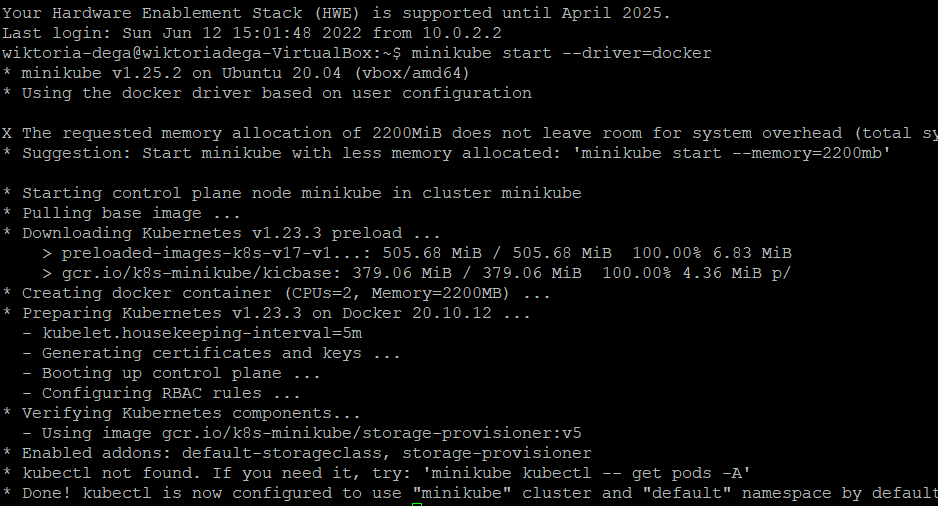 Your Hardware Enablement Stack (HWE) is supported until April 2025.
Last login: Sun Jun 12 15:01:48 2022 from 10.0.2.2
wiktoria-dega@wiktoriadega-VirtualBox:~$ minikube start --driver=docker
* minikube v1.25.2 on Ubuntu 20.04 (vbox/amd64)
* Using the docker driver based on user configuration
X The requested memory allocation of 2200MiB does not leave room for system overhead (total sy
* Suggestion: Start minikube with less memory allocated: 'minikube start --memory=2200mb'
* Starting control plane node minikube in cluster minikube
* Pulling base image ...
* Downloading Kubernetes v1.23.3 preload ...
> preloaded-images-k8s-v17-v1...: 505.68 MiB / 505.68 MiB 100.00% 6.83 MiB
> gcr.io/k8s-minikube/kicbase: 379.06 MiB / 379.06 MiB 100.00% 4.36 MiB p/
* Creating docker container (CPUs=2, Memory=2200MB) ...
* Preparing Kubernetes v1.23.3 on Docker 20.10.12 ...
- kubelet.housekeeping-interval=5m
- Generating certificates and keys ...
- Booting up control plane ...
- Configuring RBAC rules ...
* Verifying Kubernetes components...
- Using image gcr.io/k8s-minikube/storage-provisioner:v5
* Enabled addons: default-storageclass, storage-provisioner
* kubectl not found. If you need it, try: 'minikube kubectl -- get pods -A'
* Done! kubectl is now configured to use "minikube" cluster and "default" namespace by default